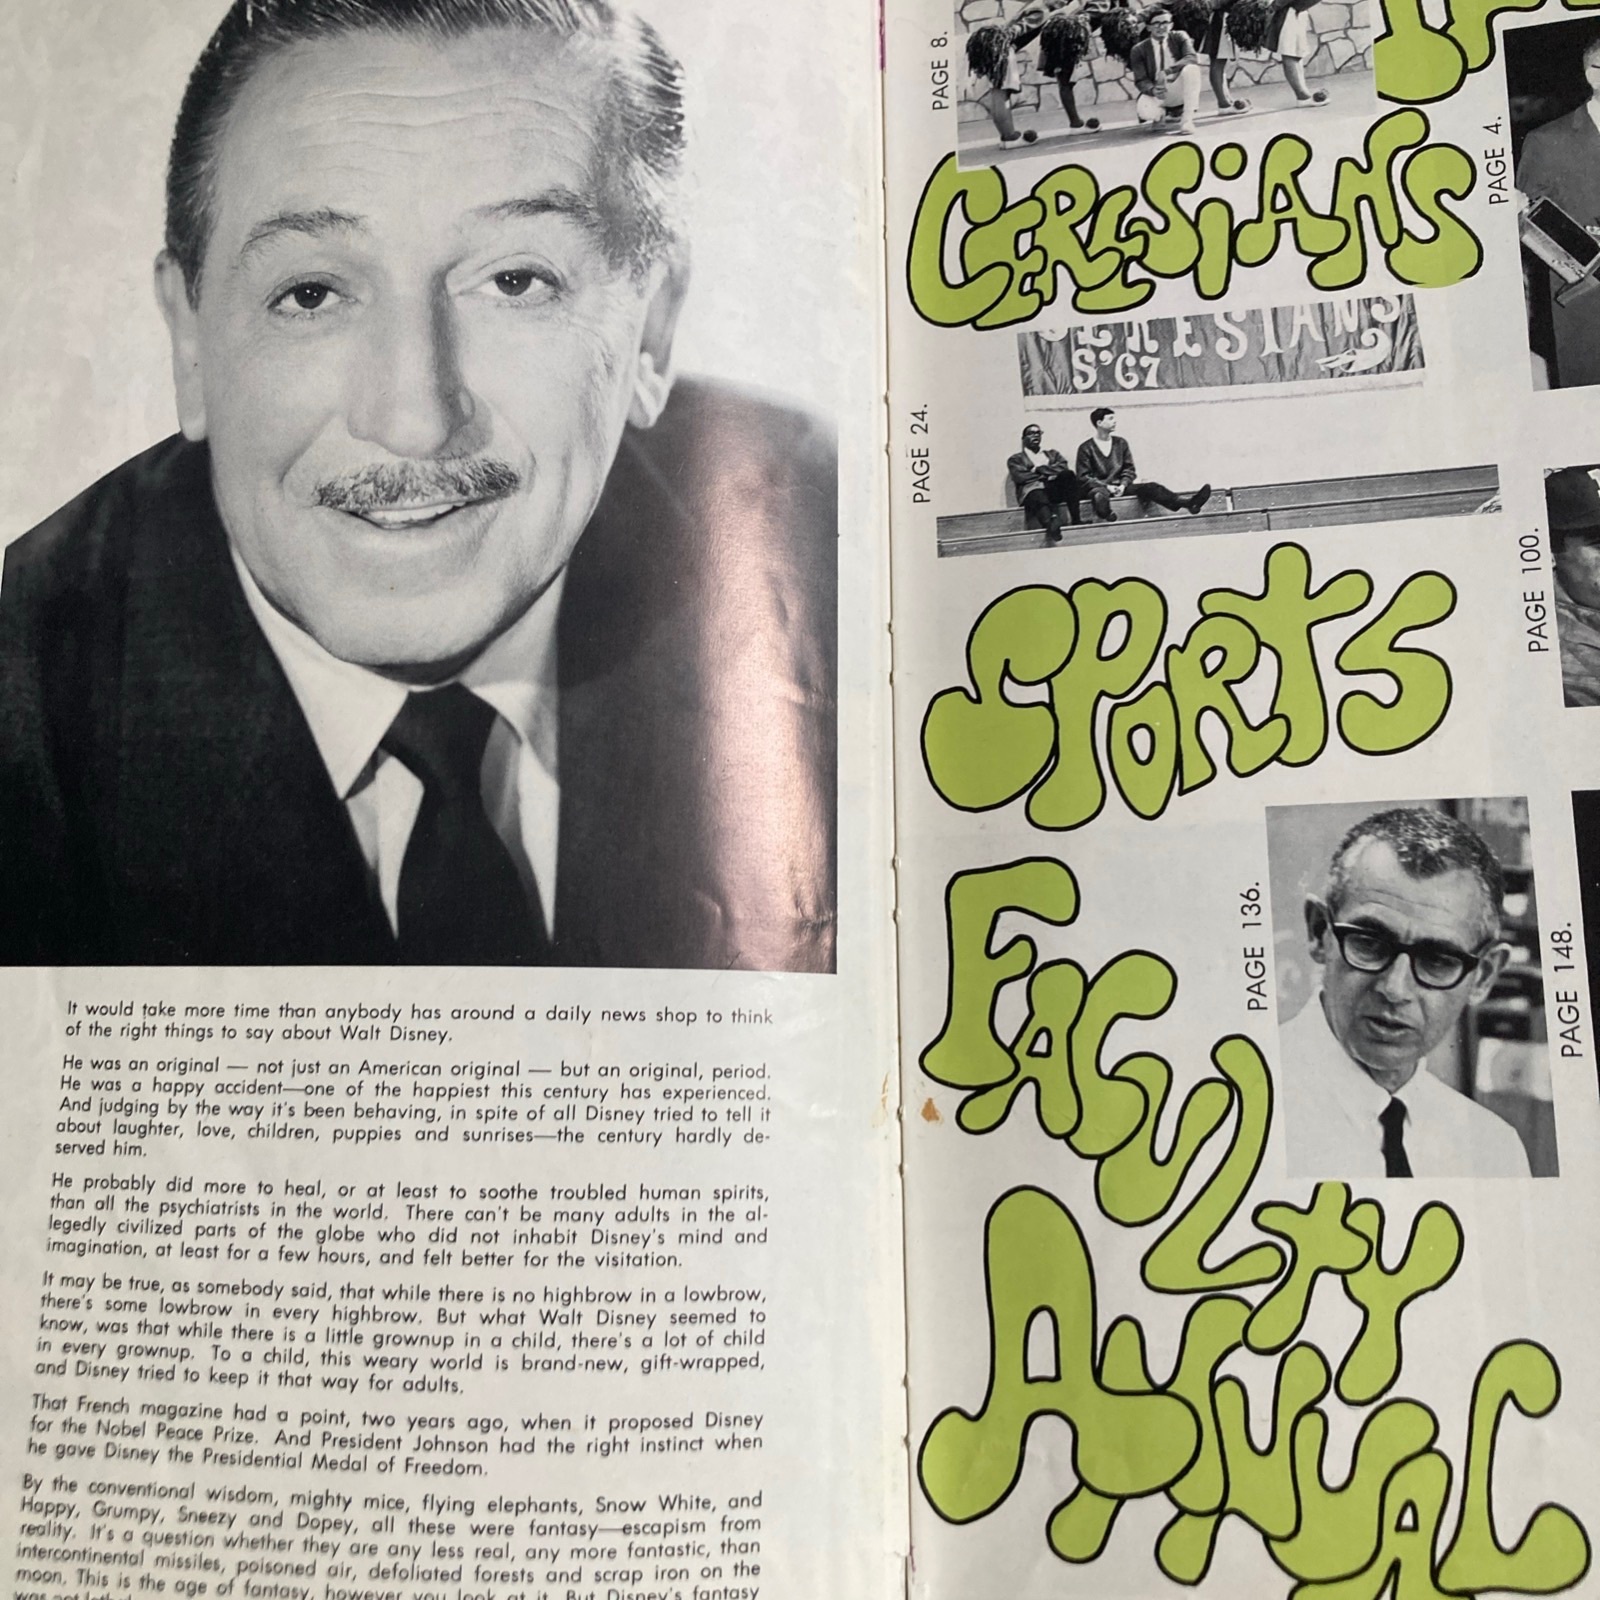 It would take more time than anybody has around a daily news shop to think
of the right things to say about Walt Disney.
He was an original — not just an American original — but an original, period.
He was a happy accident—one of the happiest this century has experienced.
And judging by the way it's been behaving, in spite of all Disney tried to tell it
about laughter, love, children, puppies and sunrises—the century hardly de-
served him.
He probably did more to heal, or at least to soothe troubled human spirits,
than all the psychiatrists in the world. There can't be many adults in the al-
legedly civilized parts of the globe who did not inhabit Disney's mind and
imagination, at least for a few hours, and felt better for the visitation.
It may be true, as somebody said, that while there is no highbrow in a lowbrow,
there's some lowbrow in every highbrow. But what Walt Disney seemed to
know, was that while there is a little grownup in a child, there's a lot of child
in every grownup. To a child, this weary world is brand-new, gift-wrapped,
and Disney tried to keep it that way for adults.
That French magazine had a point, two years ago, when it proposed Disney
for the Nobel Peace Prize. And President Johnson had the right instinct when
he gave Disney the Presidential Medal of Freedom.
By the conventional wisdom, mighty mice, flying elephants, Snow White, and
Happy, Grumpy, Sneezy and Dopey, all these were fantasy—escapism from
reality. It's a question whether they are any less real, any more fantastic, than
intercontinental missiles, poisoned air, defoliated forests and scrap iron on the
moon. This is the age of fantasy, however you look at it. But Disney's fantasy
PAGE 8.
PAGE 4.
CERESIANS
CERESIANS
S'67
PAGE 24.
PAGE 100.
SPORTS
PAGE 136.
PAGE 148.
FACULTY
ANNUAL